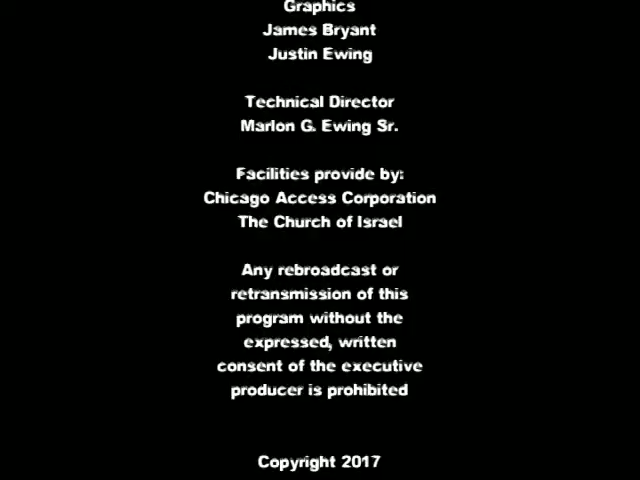 Graphics
James Bryant
Justin Ewing
Technical Director
Marlon G. Ewing Sr.
Facilities provide by:
Chicago Access Corporation
The Church of Israel
Any rebroadcast or
retransmission of this
program without the
expressed, written
consent of the executive
producer is prohibited
Copyright 2017